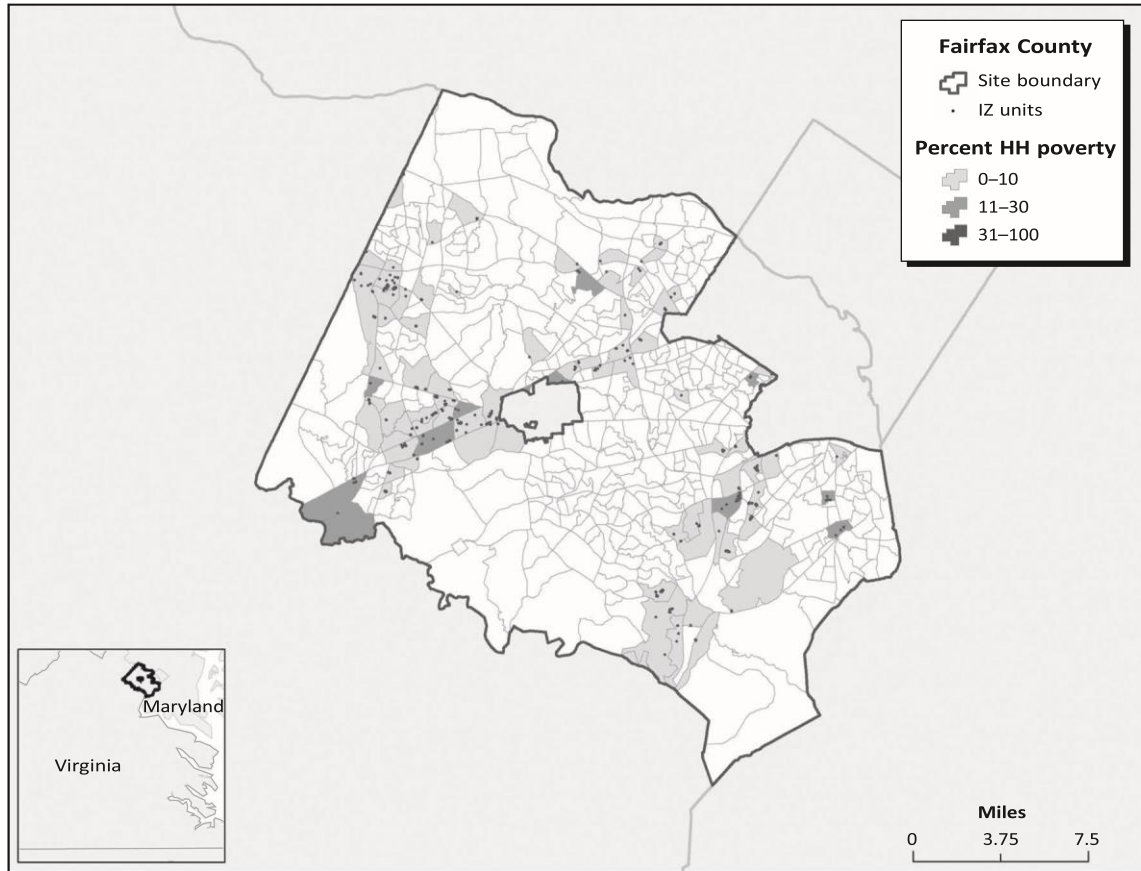 Fairfax County
Site boundary
IZ units
Percent HH poverty
0–10
11–30
31–100
Maryland
Virginia
Miles
0 3.75 7.5